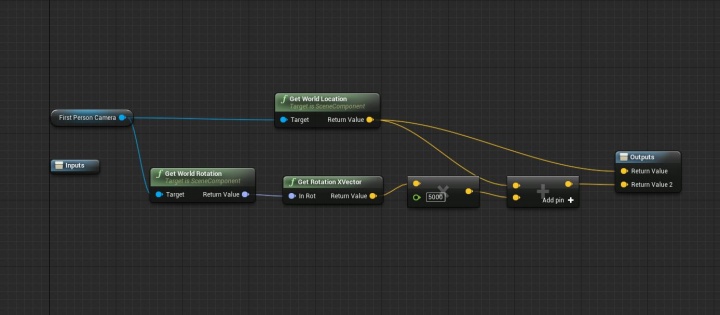 Get World Location
Target is SceneComponent
First Person Camera
Target
Return Value
Inputs
Outputs
Return Value
Return Value 2
Get World Rotation
Target is SceneComponent
Target
Return Value
Get Rotation XVector
In Rot
Return Value
Add pin